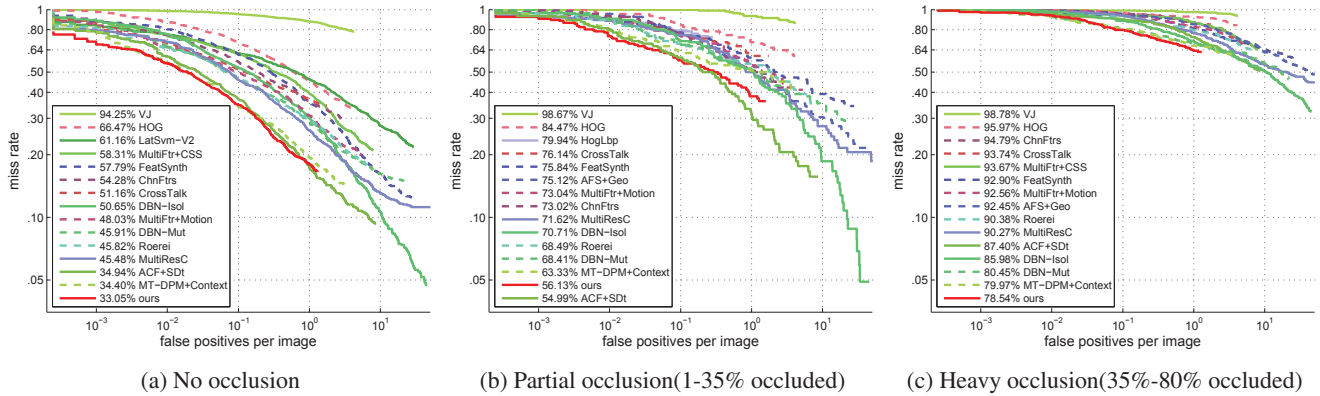 1
.80
.64
.50
.40
.30
.20
.10
.05
miss rate
94.25% VJ
66.47% HOG
61.16% LatSvm−V2
58.31% MultiFtr+CSS
57.79% FeatSynth
54.28% ChnFtrs
51.16% CrossTalk
50.65% DBN−Isol
48.03% MultiFtr+Motion
45.91% DBN−Mut
45.82% Roerei
45.48% MultiResC
34.94% ACF+SDt
34.40% MT−DPM+Context
33.05% ours
10−3 10−2 10−1 100 101
false positives per image
(a) No occlusion
1
.80
.64
.50
.40
.30
.20
.10
.05
miss rate
98.67% VJ
84.47% HOG
79.94% HogLbp
76.14% CrossTalk
75.84% FeatSynth
75.12% AFS+Geo
73.04% MultiFtr+Motion
73.02% ChnFtrs
71.62% MultiResC
70.71% DBN−Isol
68.49% Roerei
68.41% DBN−Mut
63.33% MT−DPM+Context
56.13% ours
54.99% ACF+SDt
10−3 10−2 10−1 100 101
false positives per image
(b) Partial occlusion(1-35% occluded)
1
.80
.64
.50
.40
.30
.20
.10
.05
miss rate
98.78% VJ
95.97% HOG
94.79% ChnFtrs
93.74% CrossTalk
93.67% MultiFtr+CSS
92.90% FeatSynth
92.56% MultiFtr+Motion
92.45% AFS+Geo
90.38% Roerei
90.27% MultiResC
87.40% ACF+SDt
85.98% DBN−Isol
80.45% DBN−Mut
79.97% MT−DPM+Context
78.54% ours
10−3 10−2 10−1 100 101
false positives per image
(c) Heavy occlusion(35%-80% occluded)